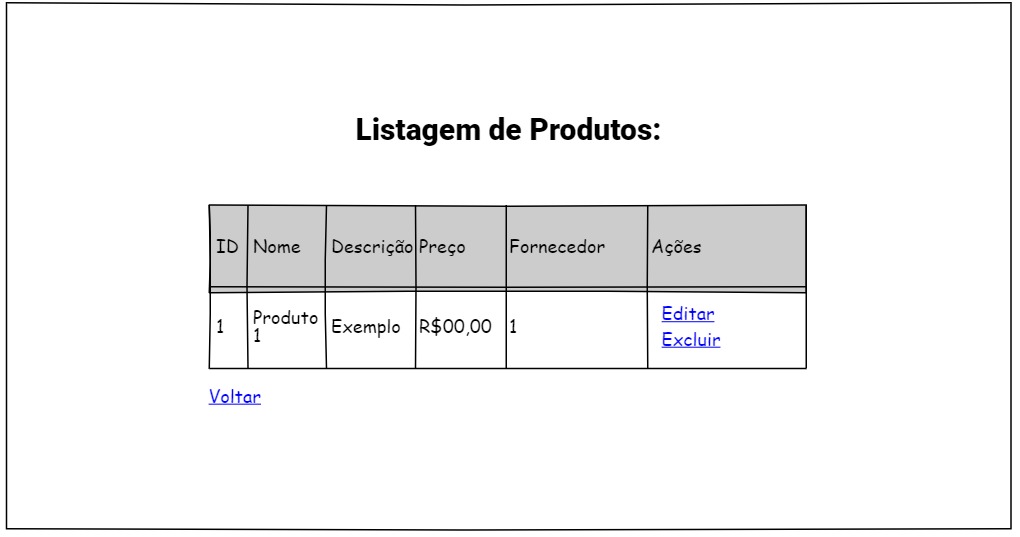 Listagem de Produtos:
ID Nome Descrição Preço Fornecedor Ações
1 Produto 1 Exemplo R$00,00 1 Editar
Excluir
Voltar